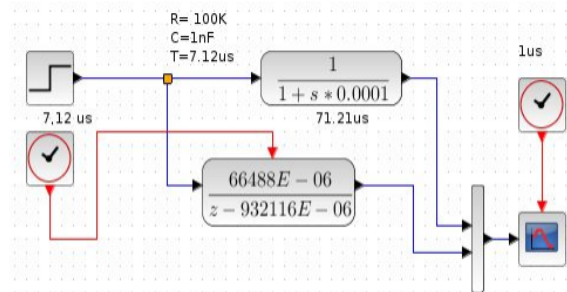 R= 100K
C=1nF
T=7.12us
1us
1
1 + s * 0.0001
7,12 us
71.21us
66488E − 06
z − 932116E − 06